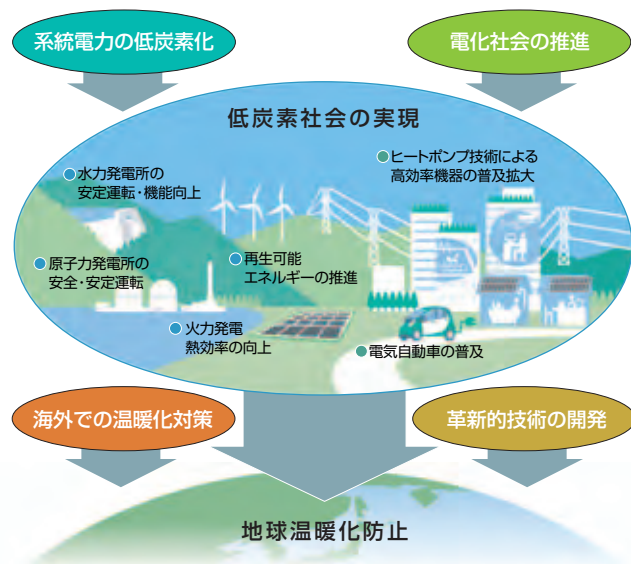 系統電力の低炭素化
電化社会の推進
低炭素社会の実現
水力発電所の
安定運転・機能向上
ヒートポンプ技術による
高効率機器の普及拡大
原子力発電所の
安全・安定運転
再生可能
エネルギーの推進
火力発電
熱効率の向上
電気自動車の普及
海外での温暖化対策
革新的技術の開発
地球温暖化防止